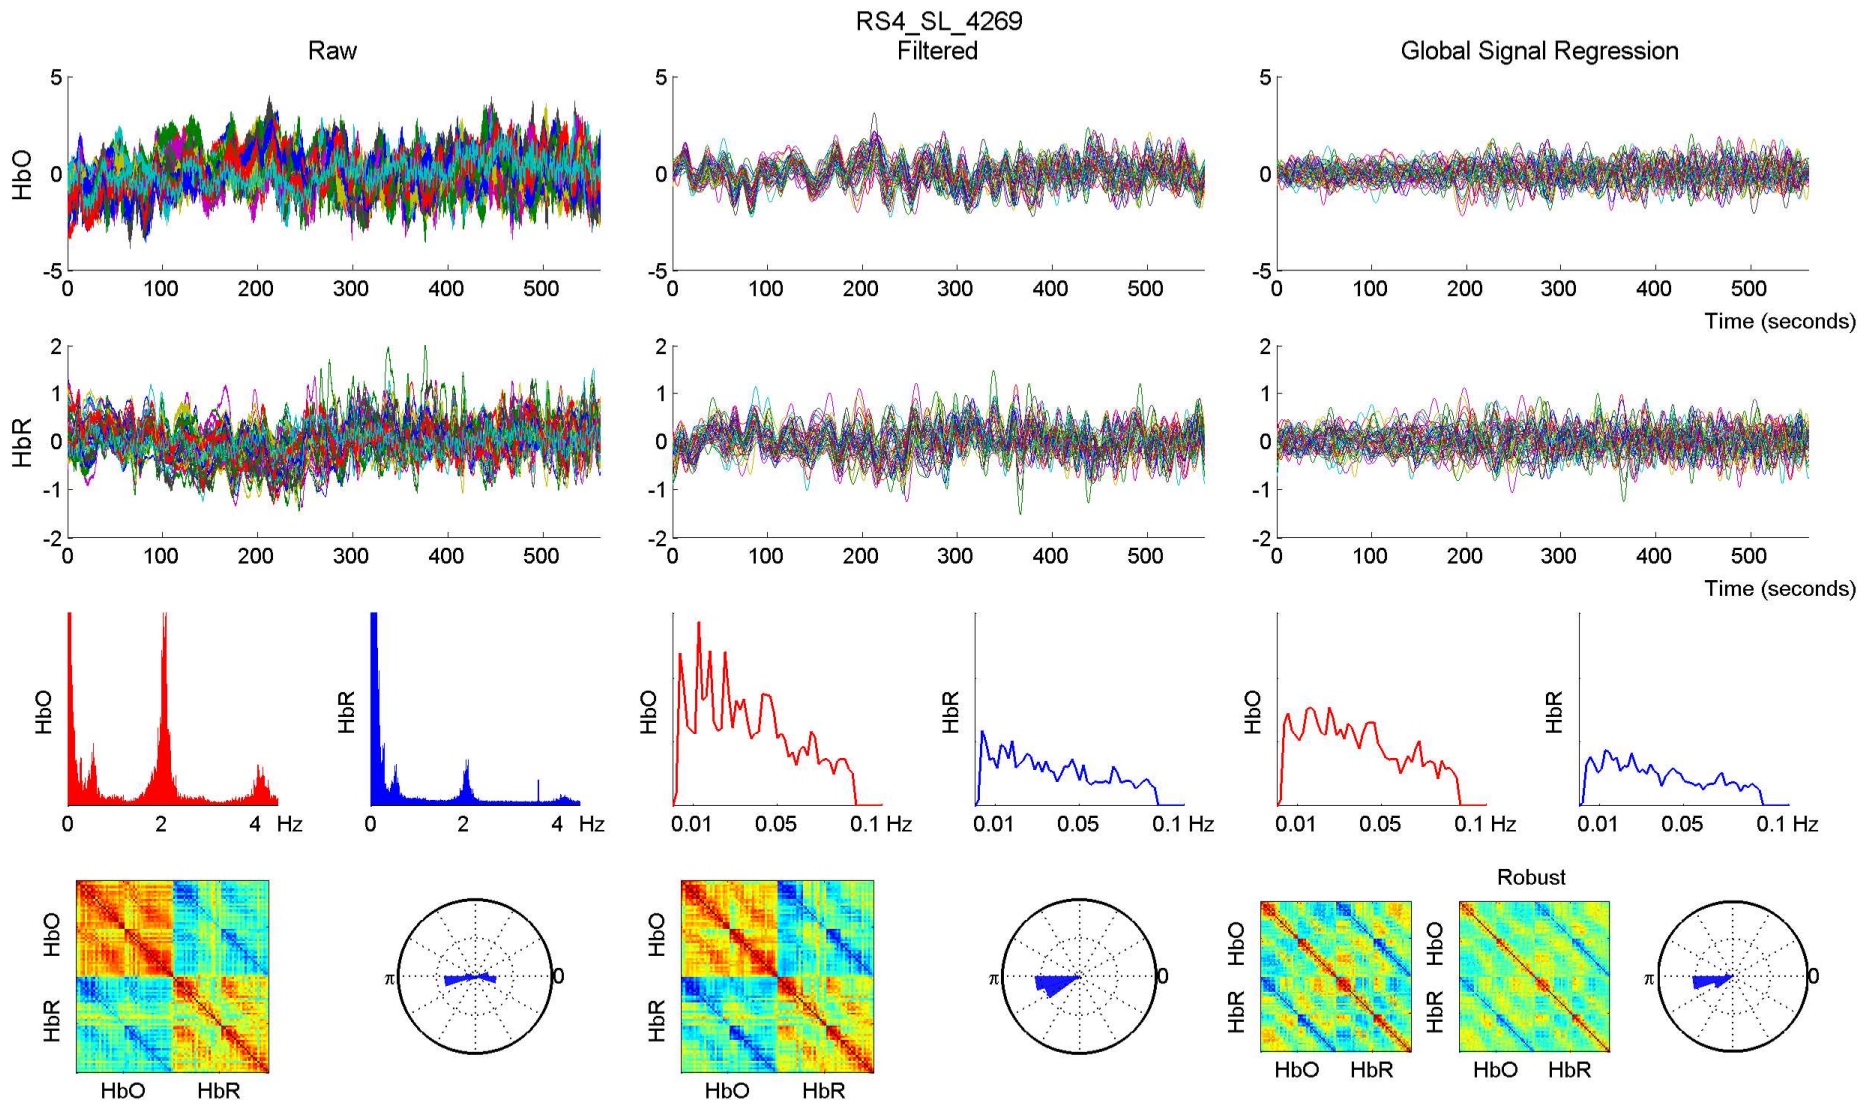 RS4_SL_4269
Raw
Filtered
Global Signal Regression
HbO
5
0
-5
0 100 200 300 400 500
5
0
-5
0 100 200 300 400 500
5
0
-5
0 100 200 300 400 500
Time (seconds)
HbR
2
1
0
-1
-2
0 100 200 300 400 500
2
1
0
-1
-2
0 100 200 300 400 500
2
1
0
-1
-2
0 100 200 300 400 500
Time (seconds)
HbO
0 2 4 Hz
HbR
0 2 4 Hz
HbO
0.01 0.05 0.1 Hz
HbR
0.01 0.05 0.1 Hz
HbO
0.01 0.05 0.1 Hz
HbR
0.01 0.05 0.1 Hz
HbO
HbR
HbO HbR
π 0
HbO
HbR
HbO HbR
π 0
HbO
HbR
HbO HbR
Robust
HbO
HbR
HbO HbR
π 0